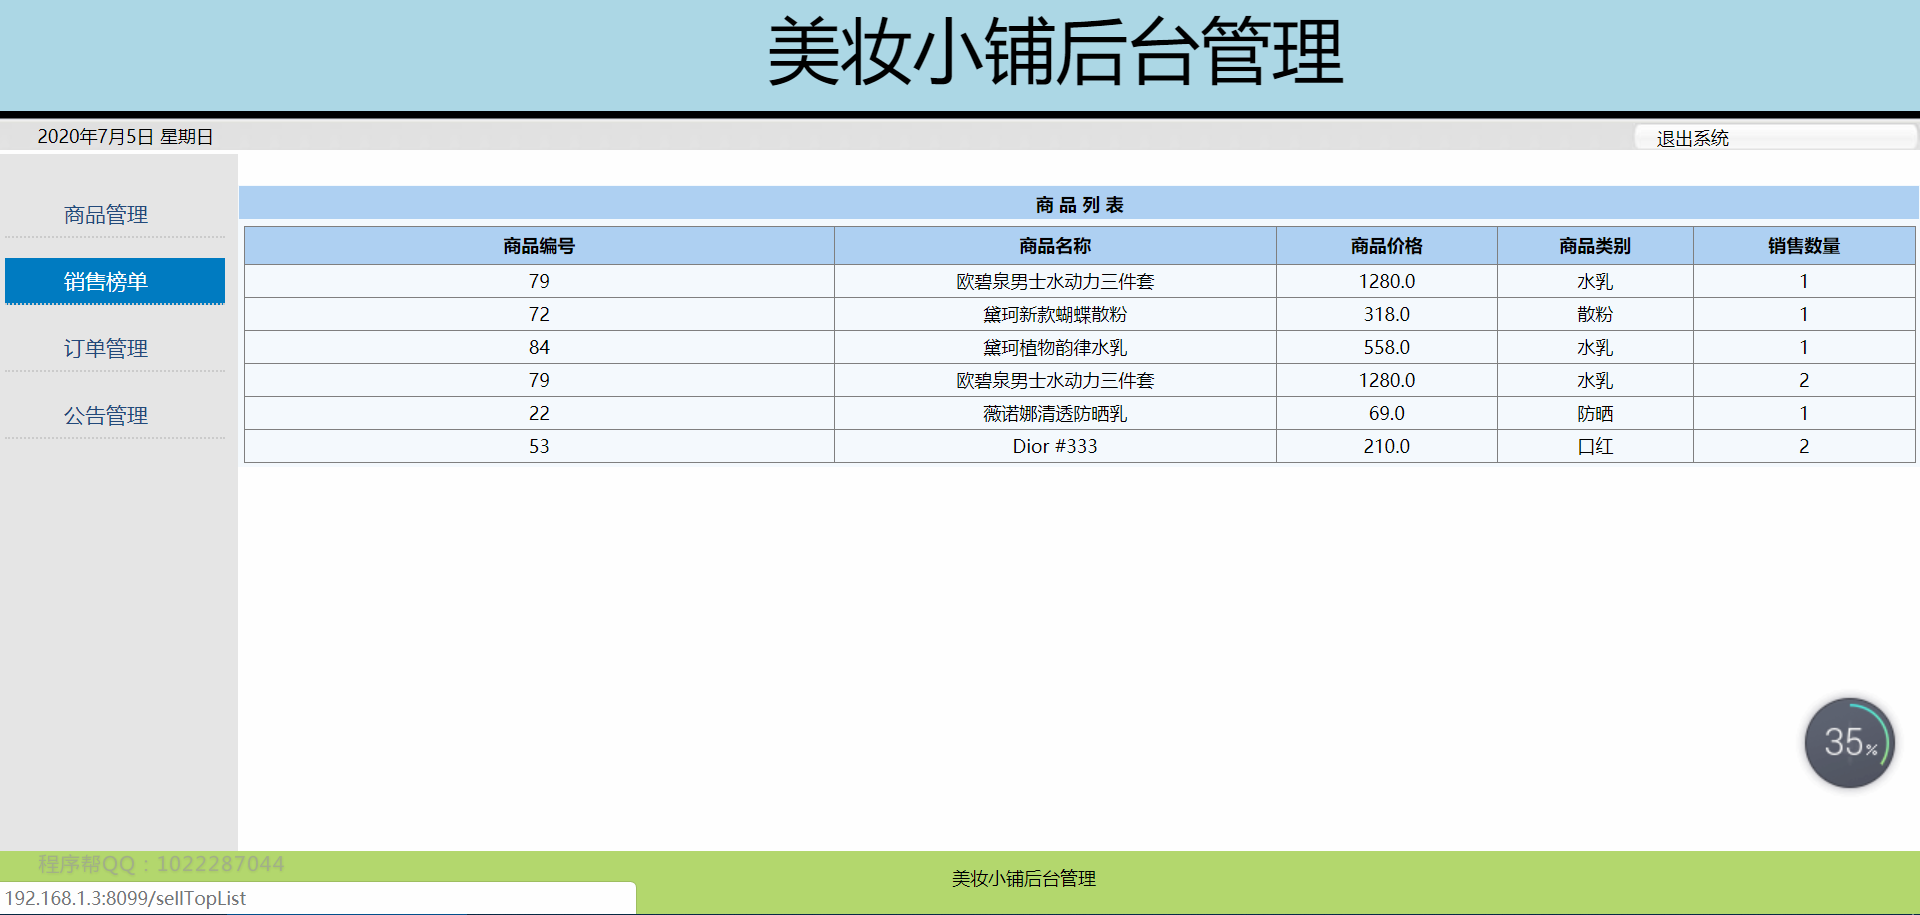 美妆小铺后台管理
2020年7月5日 星期日
退出系统
商品管理
销售榜单
订单管理
公告管理
商 品 列 表
商品编号 商品名称 商品价格 商品类别 销售数量
79 欧碧泉男士水动力三件套 1280.0 水乳 1
72 黛珂新款蝴蝶散粉 318.0 散粉 1
84 黛珂植物韵律水乳 558.0 水乳 1
79 欧碧泉男士水动力三件套 1280.0 水乳 2
22 薇诺娜清透防晒乳 69.0 防晒 1
53 Dior #333 210.0 口红 2
35%
程序帮QQ：1022287044
美妆小铺后台管理
192.168.1.3:8099/sellTopList